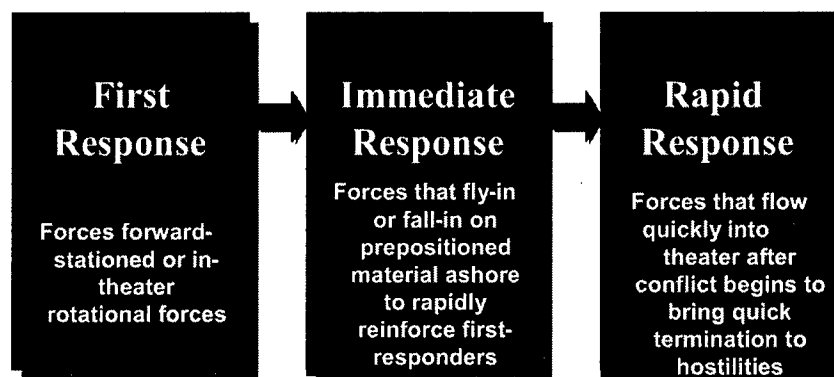 First
Response
Forces forward-
stationed or in-
theater
rotational forces
Immediate
Response
Forces that fly-in
or fall-in on
prepositioned
material ashore
to rapidly
reinforce first-
responders
Rapid
Response
Forces that flow
quickly into
theater after
conflict begins to
bring quick
termination to
hostilities